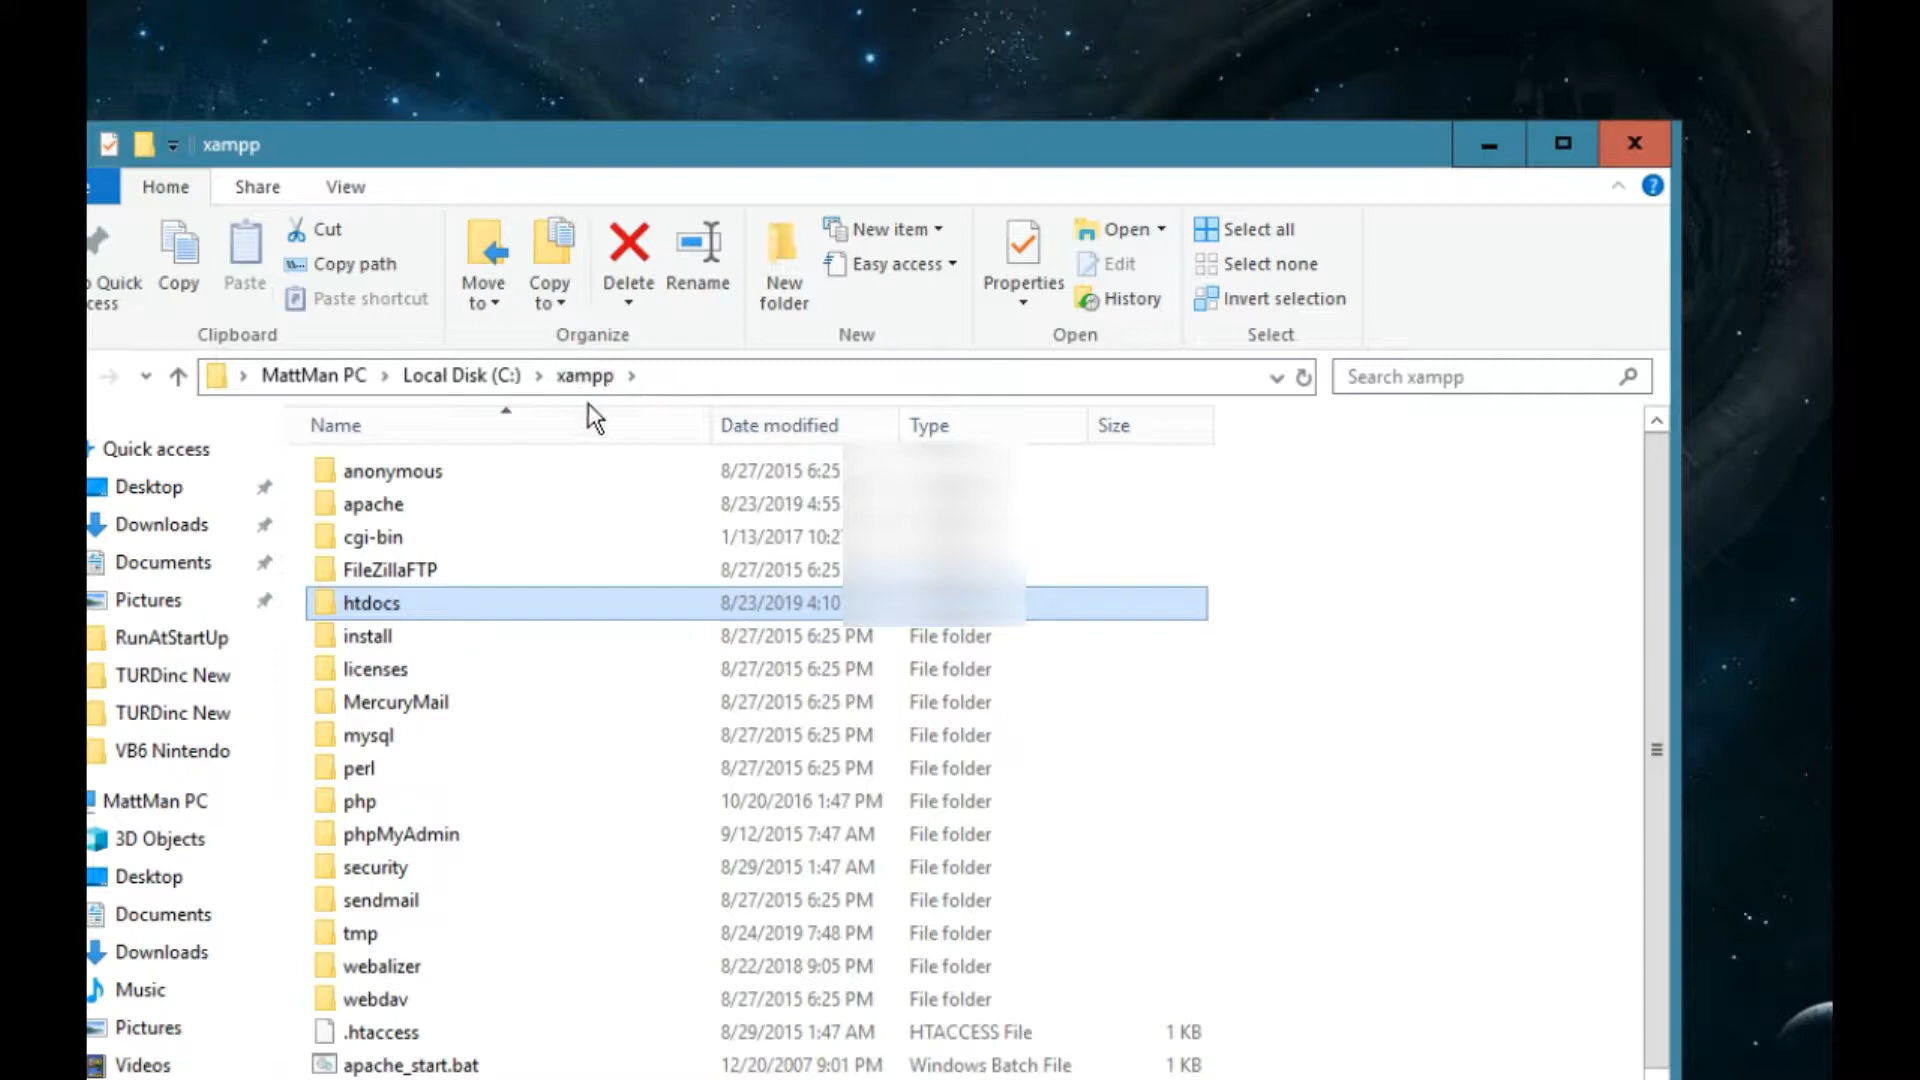 xampp
Home Share View
Cut
Copy path
Paste shortcut
Quick
Copy
Paste
Clipboard
Move to
Copy to
Delete
Rename
Organize
New folder
New item
Easy access
New
Properties
Open
Edit
History
Open
Select all
Select none
Invert selection
Select
MattMan PC > Local Disk (C:) > xampp >
Search xampp
Name Date modified Type Size
Quick access
Desktop
Downloads
Documents
Pictures
RunAtStartUp
TURDinc New
TURDinc New
VB6 Nintendo
MattMan PC
3D Objects
Desktop
Documents
Downloads
Music
Pictures
Videos
anonymous 8/27/2015 6:25
apache 8/23/2019 4:55
cgi-bin 1/13/2017
FileZillaFTP 8/27/2015 6:25
htdocs 8/23/2019 4:10
install 8/27/2015 6:25 PM File folder
licenses 8/27/2015 6:25 PM File folder
MercuryMail 8/27/2015 6:25 PM File folder
mysql 8/27/2015 6:25 PM File folder
perl 8/27/2015 6:25 PM File folder
php 10/20/2016 1:47 PM File folder
phpMyAdmin 9/12/2015 7:47 AM File folder
security 8/29/2015 1:47 AM File folder
sendmail 8/27/2015 6:25 PM File folder
tmp 8/24/2019 7:48 PM File folder
webalizer 8/22/2018 9:05 PM File folder
webdav 8/27/2015 6:25 PM File folder
.htaccess 8/29/2015 1:47 AM HTACCESS File 1 KB
apache_start.bat 12/20/2007 9:01 PM Windows Batch File 1 KB